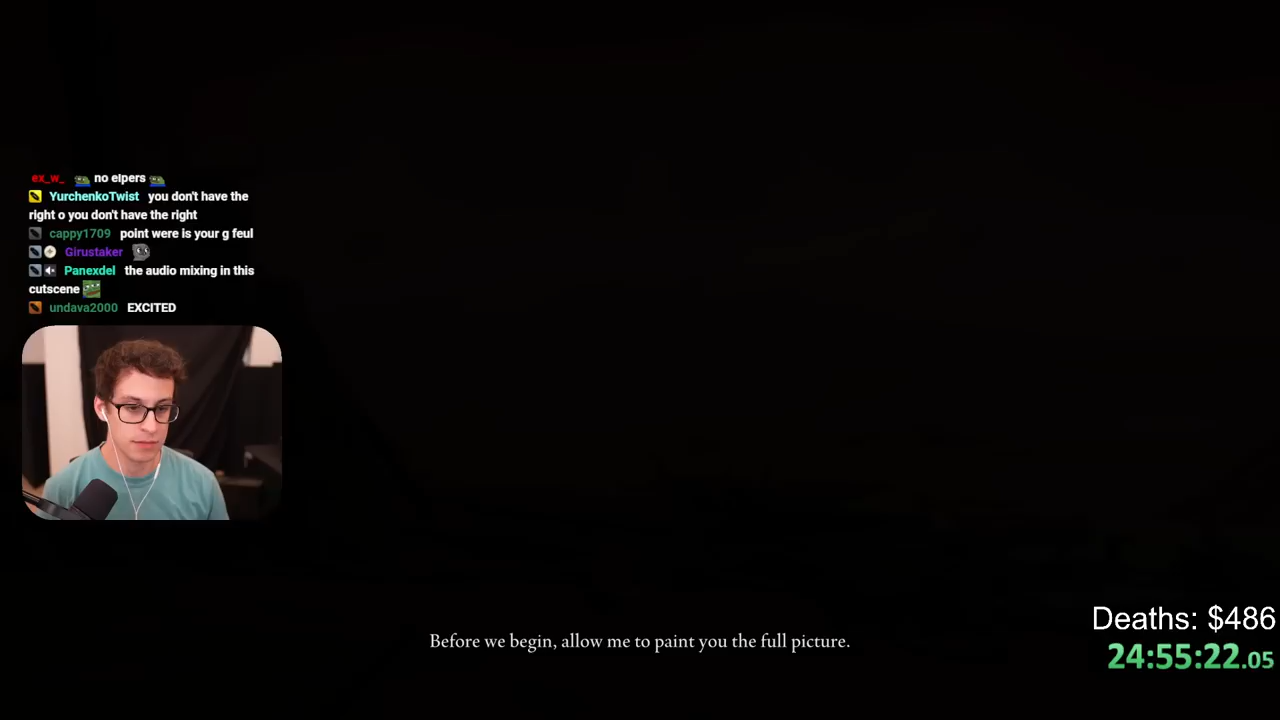 ex_w_ no elpers
YurchenkoTwist you don't have the
right o you don't have the right
cappy1709 point were is your g feul
Girustaker
Panexdel the audio mixing in this
cutscene
undava2000 EXCITED
Before we begin, allow me to paint you the full picture.
Deaths: $486
24:55:22.05